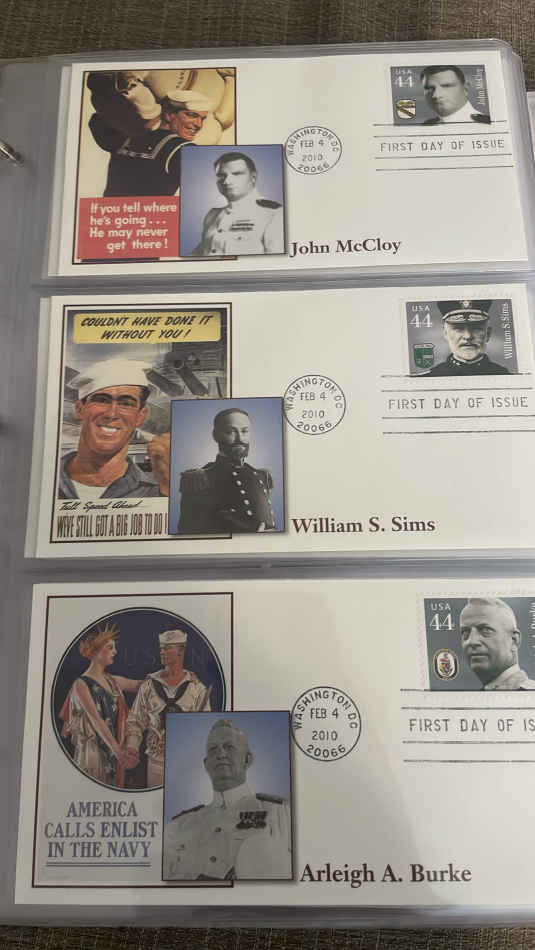 If you tell where
he's going...
He may never
get there!
John McCloy
WASHINGTON DC
FEB 4
2010
20066
USA
44
John McCloy
FIRST DAY OF ISSUE
COULDN'T HAVE DONE IT
WITHOUT YOU!
Full Speed Ahead...
WE'VE STILL GOT A BIG JOB TO DO!
William S. Sims
WASHINGTON DC
FEB 4
2010
20066
USA
44
William S. Sims
FIRST DAY OF ISSUE
AMERICA
CALLS ENLIST
IN THE NAVY
Arleigh A. Burke
WASHINGTON DC
FEB 4
2010
20066
USA
44
Burke
FIRST DAY OF IS